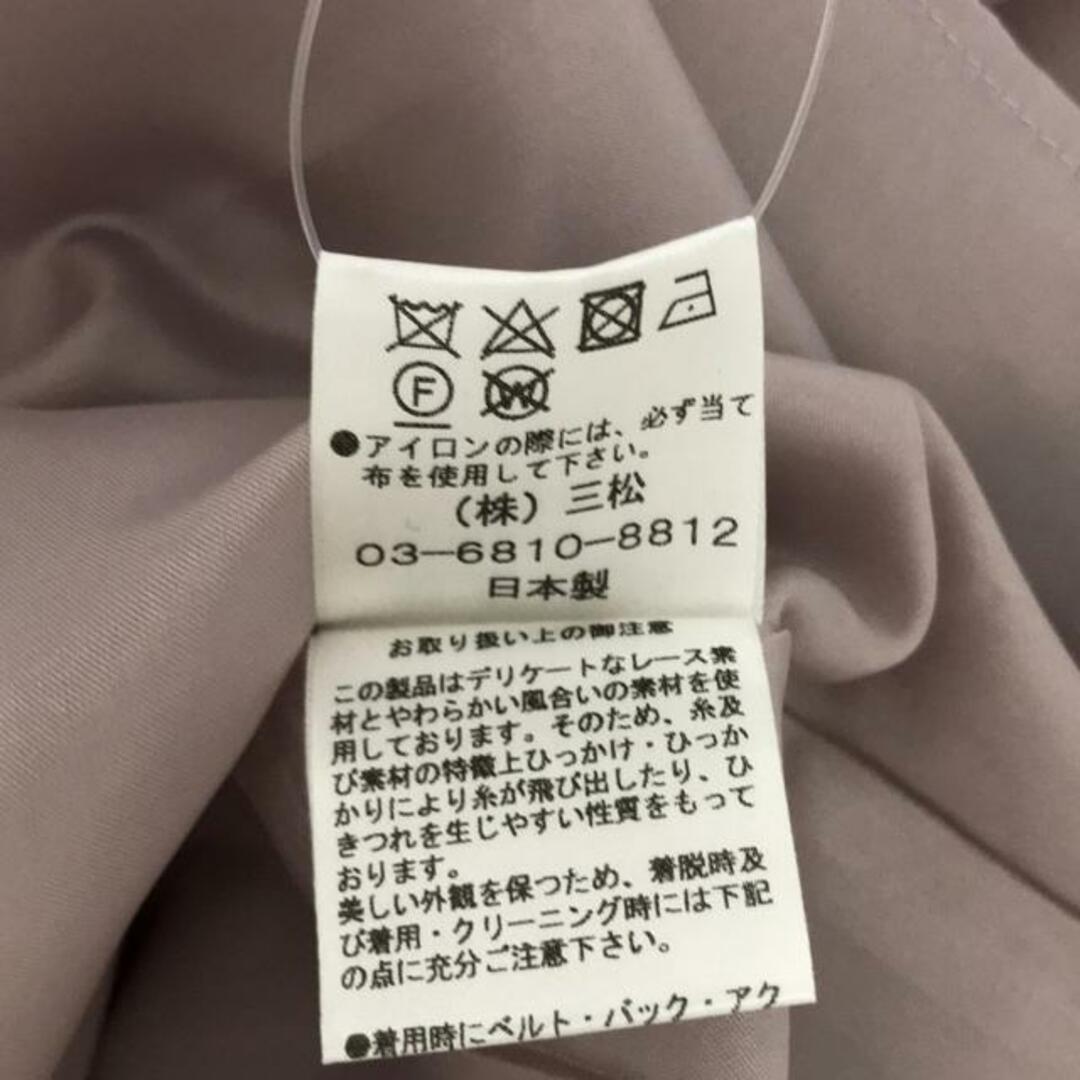 F W
●アイロンの際には、必ず当て
布を使用して下さい。
(株)三松
03-6810-8812
日本製
お取り扱い上の御注意
この製品はデリケートなレース素
材とやわらかい風合いの素材を使
用しております。そのため、糸及
び素材の特徴上ひっかけ・ひっか
かりにより糸が飛び出したり、ひ
きつれを生じやすい性質をもって
おります。
美しい外観を保つため、着脱時及
び着用・クリーニング時には下記
の点に充分ご注意下さい。
●着用時にベルト・バック・アク